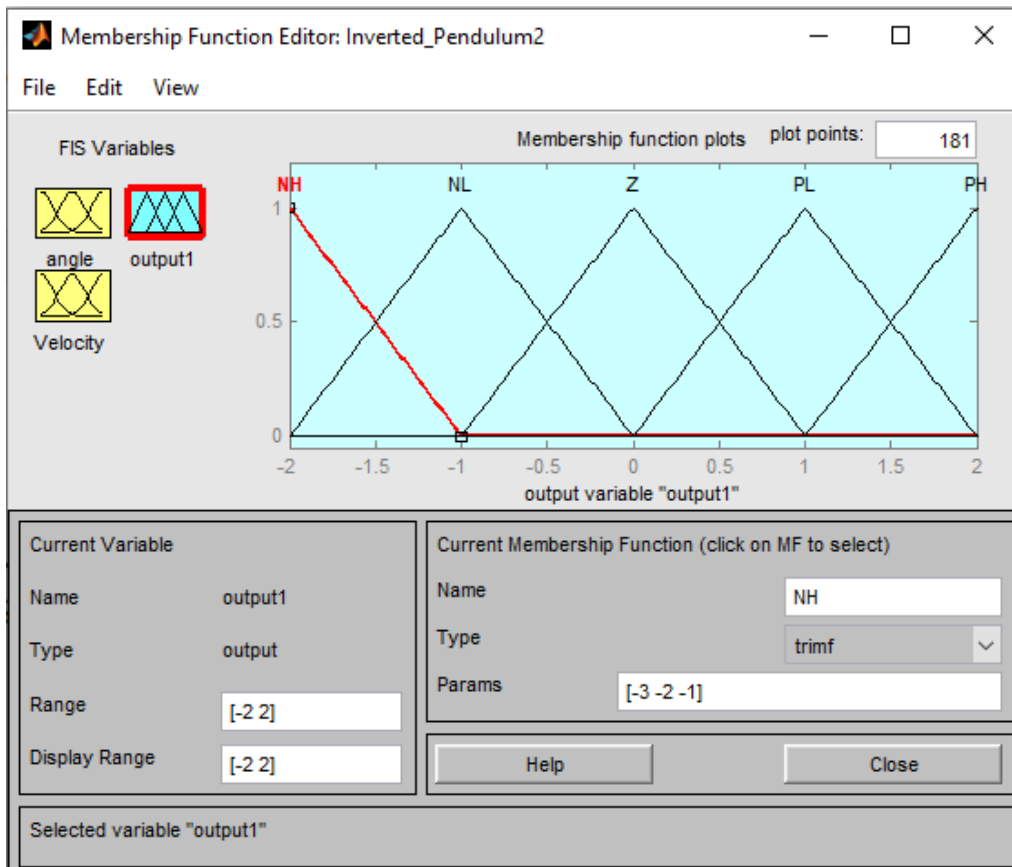 Membership Function Editor: Inverted_Pendulum2
File Edit View
FIS Variables
angle
output1
Velocity
Membership function plots
plot points:
181
NH NL Z PL PH
1
0.5
0
-2 -1.5 -1 -0.5 0 0.5 1 1.5 2
output variable "output1"
Current Variable
Name output1
Type output
Range [-2 2]
Display Range [-2 2]
Current Membership Function (click on MF to select)
Name NH
Type trimf
Params [-3 -2 -1]
Help Close
Selected variable "output1"